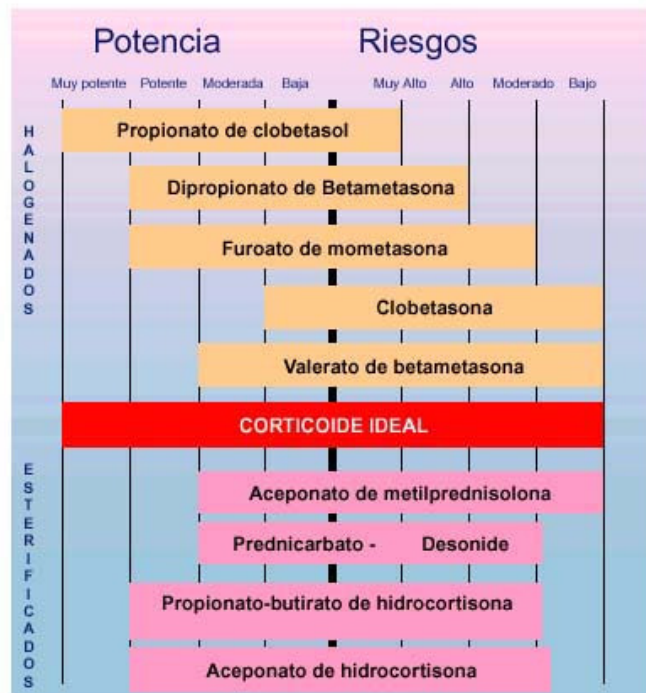 Potencia Riesgos
Muy potente Potente Moderada Baja Muy Alto Alto Moderado Bajo
HALOGENADOS
Propionato de clobetasol
Dipropionato de Betametasona
Furoato de mometasona
Clobetasona
Valerato de betametasona
CORTICOIDE IDEAL
ESTERIFICADOS
Aceponato de metilprednisolona
Prednicarbato - Desonide
Propionato-butirato de hidrocortisona
Aceponato de hidrocortisona